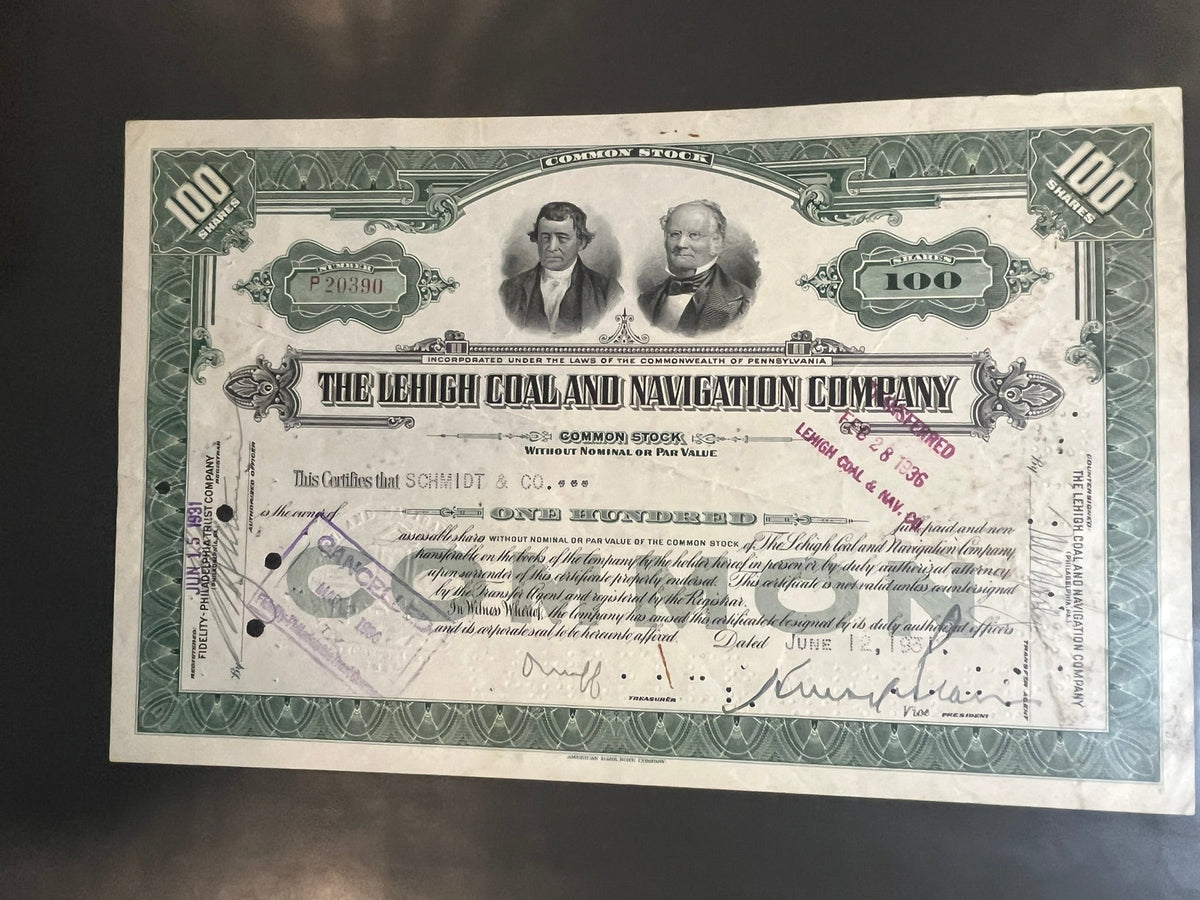 COMMON STOCK
100 SHARES
100 SHARES
NUMBER
P 20390
SHARES
100
INCORPORATED UNDER THE LAWS OF THE COMMONWEALTH OF PENNSYLVANIA
THE LEHIGH COAL AND NAVIGATION COMPANY
COMMON STOCK
WITHOUT NOMINAL OR PAR VALUE
TRANSFERRED
FEB 28 1936
LEHIGH COAL & NAV. CO.
This Certifies that SCHMIDT & CO.
is the owner of ONE HUNDRED full paid and non
assessable shares WITHOUT NOMINAL OR PAR VALUE OF THE COMMON STOCK of The Lehigh Coal and Navigation Company
transferable on the books of the Company by the holder hereof in person or by duly authorized attorney
upon surrender of this certificate properly endorsed. This certificate is not valid unless countersigned
by the Transfer Agent and registered by the Registrar.
In Witness Whereof, the Company has caused this certificate to be signed by its duly authorized officers
and its corporate seal to be hereunto affixed. Dated JUNE 12, 1931.
COMMON
CANCELLED
TREASURER
Vice PRESIDENT
JUN 15 1931
REGISTERED:
FIDELITY-PHILADELPHIA TRUST COMPANY
REGISTRAR
By
AUTHORIZED OFFICER
COUNTERSIGNED:
THE LEHIGH COAL AND NAVIGATION COMPANY
(PHILADELPHIA, PA.)
By
TRANSFER AGENT
AMERICAN BANK NOTE COMPANY.